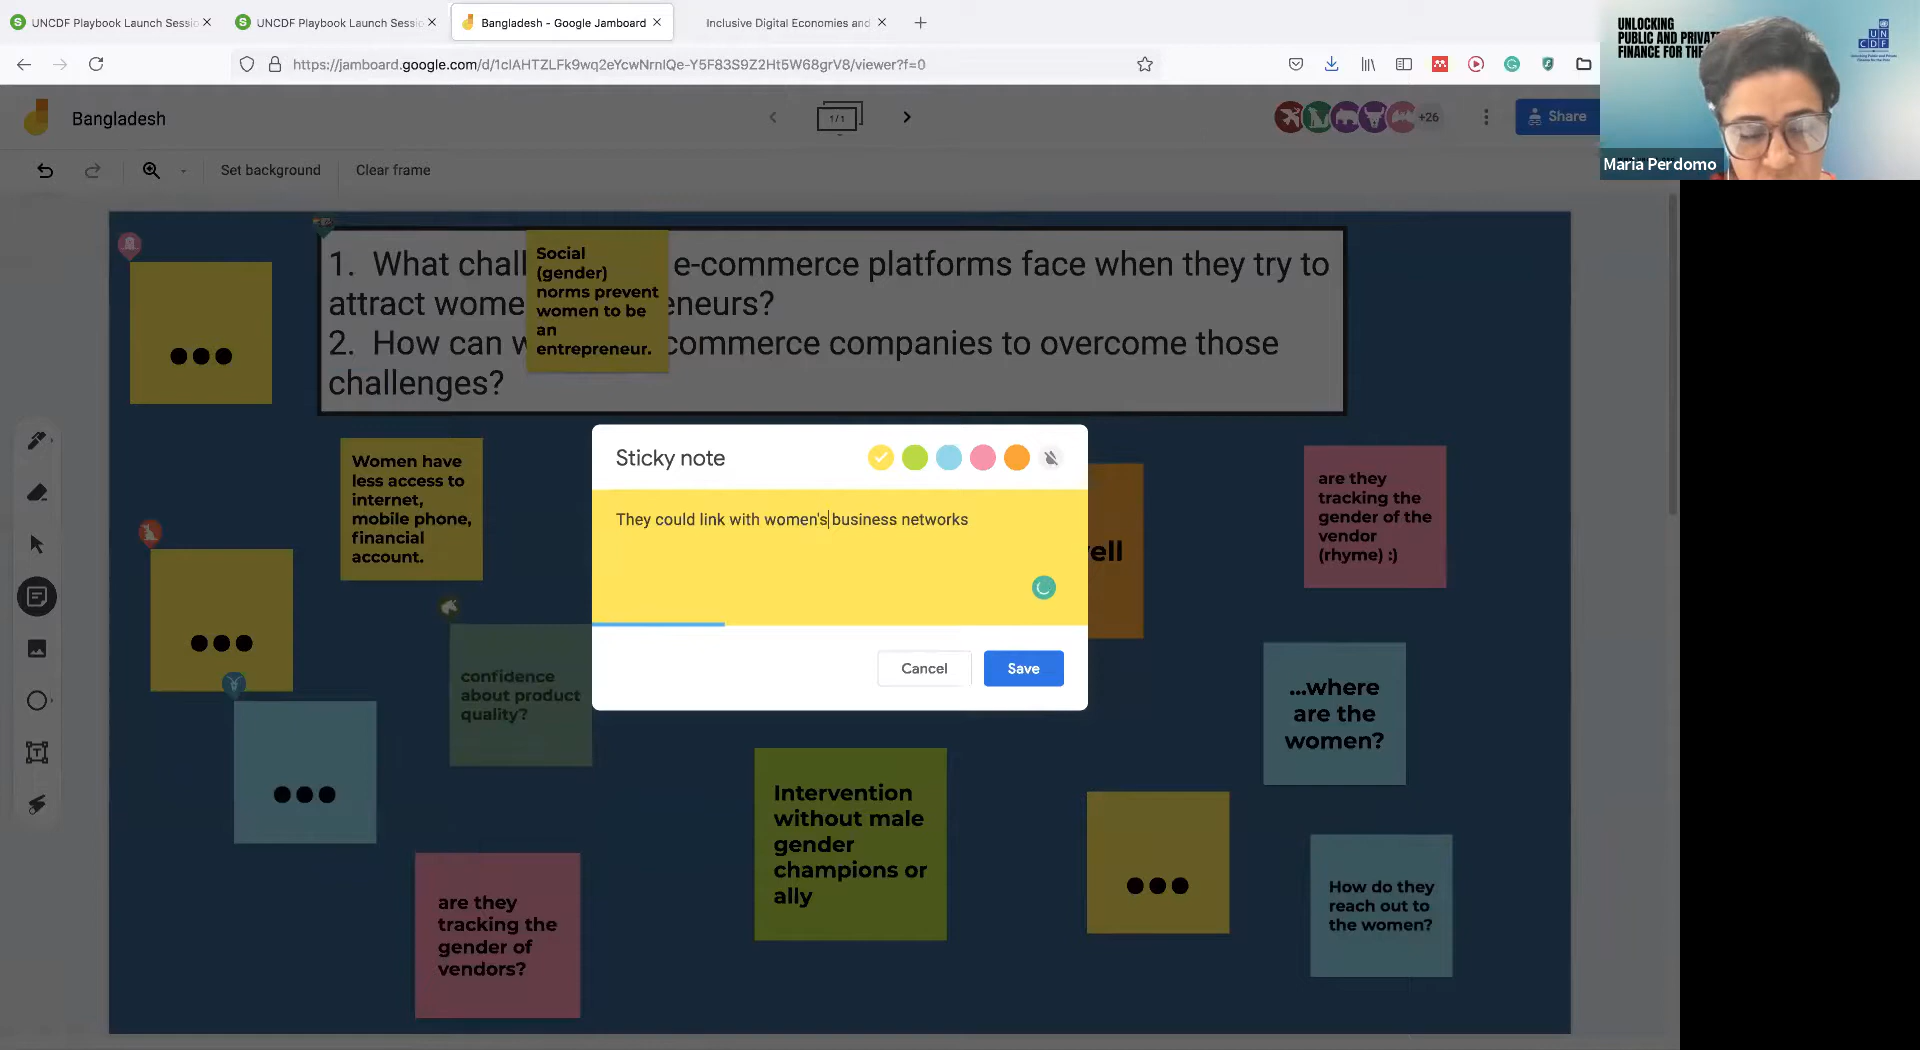 UNCDF Playbook Launch Sessio
UNCDF Playbook Launch Sessio
Bangladesh - Google Jamboard
Inclusive Digital Economies and
https://jamboard.google.com/d/1clAHTZLFk9wq2eYcwNrnIQe-Y5F83S9Z2Ht5W68grV8/viewer?f=0
UNLOCKING
PUBLIC AND PRIVATE
FINANCE FOR THE
UN
CDF
Maria Perdomo
Bangladesh
1/1
+26
Share
Set background
Clear frame
1. What chall
e-commerce platforms face when they try to
attract wome
eneurs?
2. How can w
commerce companies to overcome those
challenges?
Social
(gender)
norms prevent
women to be
an
entrepreneur.
Women have
less access to
internet,
mobile phone,
financial
account.
Sticky note
They could link with women's business networks
Cancel
Save
ell
are they
tracking the
gender of the
vendor
(rhyme) :)
confidence
about product
quality?
...where
are the
women?
Intervention
without male
gender
champions or
ally
are they
tracking the
gender of
vendors?
How do they
reach out to
the women?